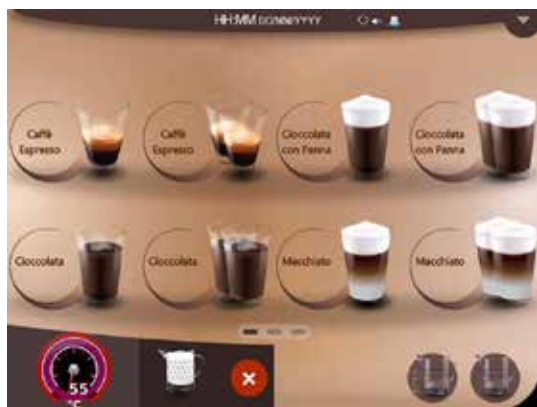 HH:MM DD/MM/YYYY
Caffè
Espresso
Caffè
Espresso
Cioccolata
con Panna
Cioccolata
con Panna
Cioccolata
Cioccolata
Macchiato
Macchiato
55
°C